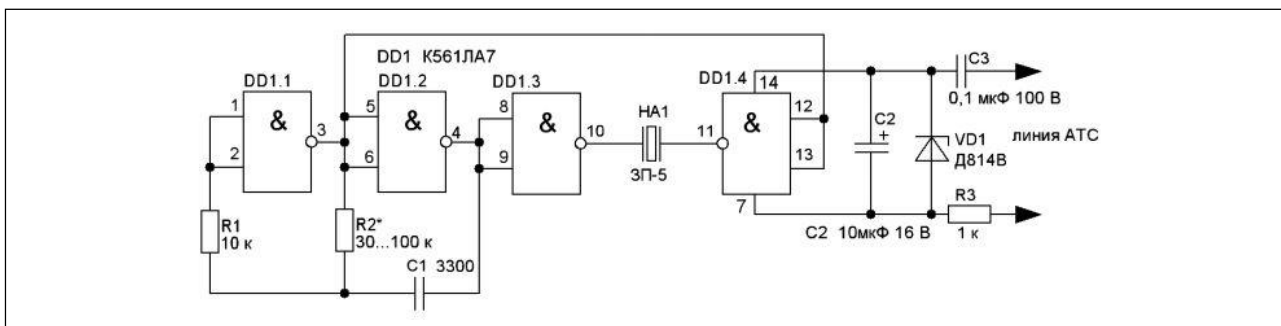 DD1 К561ЛА7
DD1.1
DD1.2
DD1.3
DD1.4
C3
1
2
&
3
5
6
&
4
8
9
&
10
HA1
ЗП-5
11
&
14
12
13
7
C2
+
VD1
Д814В
0,1 мкФ 100 В
линия АТС
R1
10 к
R2*
30...100 к
C1 3300
C2 10мкФ 16 В
R3
1 к